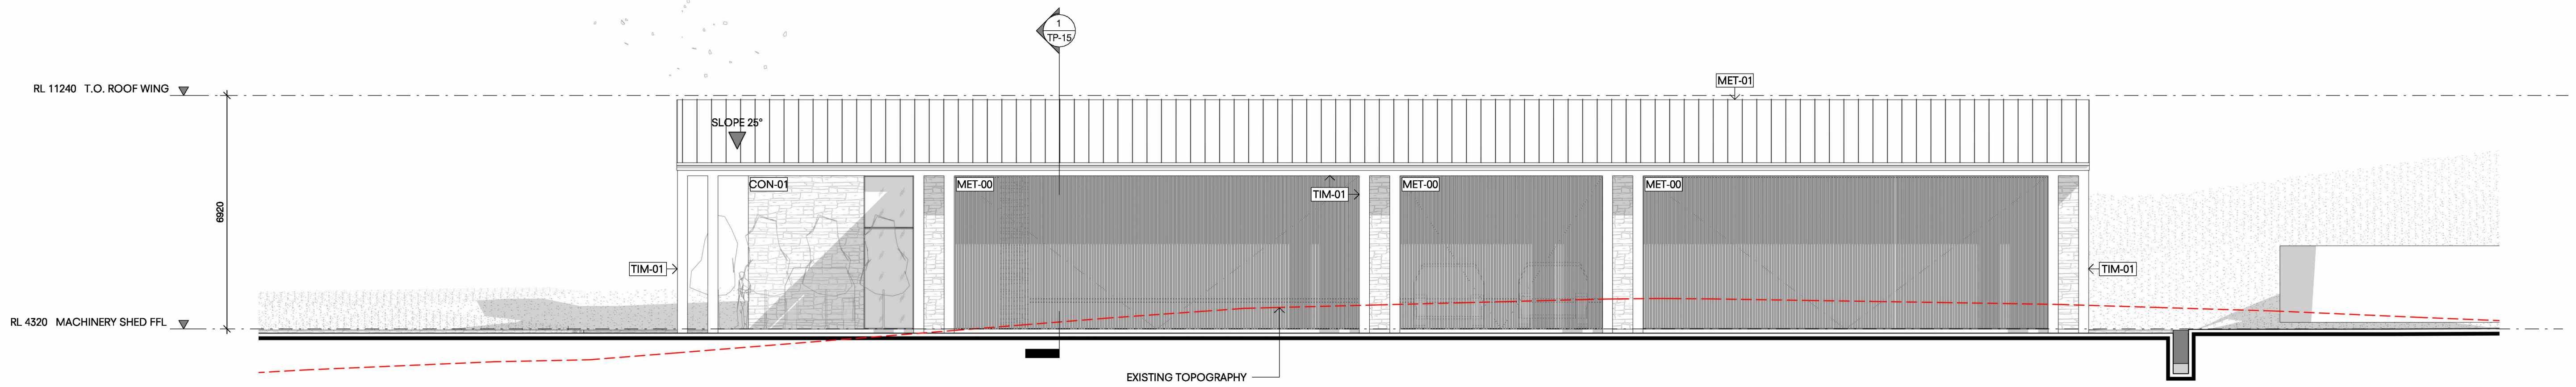 1
TP-15
RL 11240 T.O. ROOF WING
MET-01
SLOPE 25°
CON-01
MET-00
TIM-01
MET-00
MET-00
6920
TIM-01
TIM-01
RL 4320 MACHINERY SHED FFL
EXISTING TOPOGRAPHY